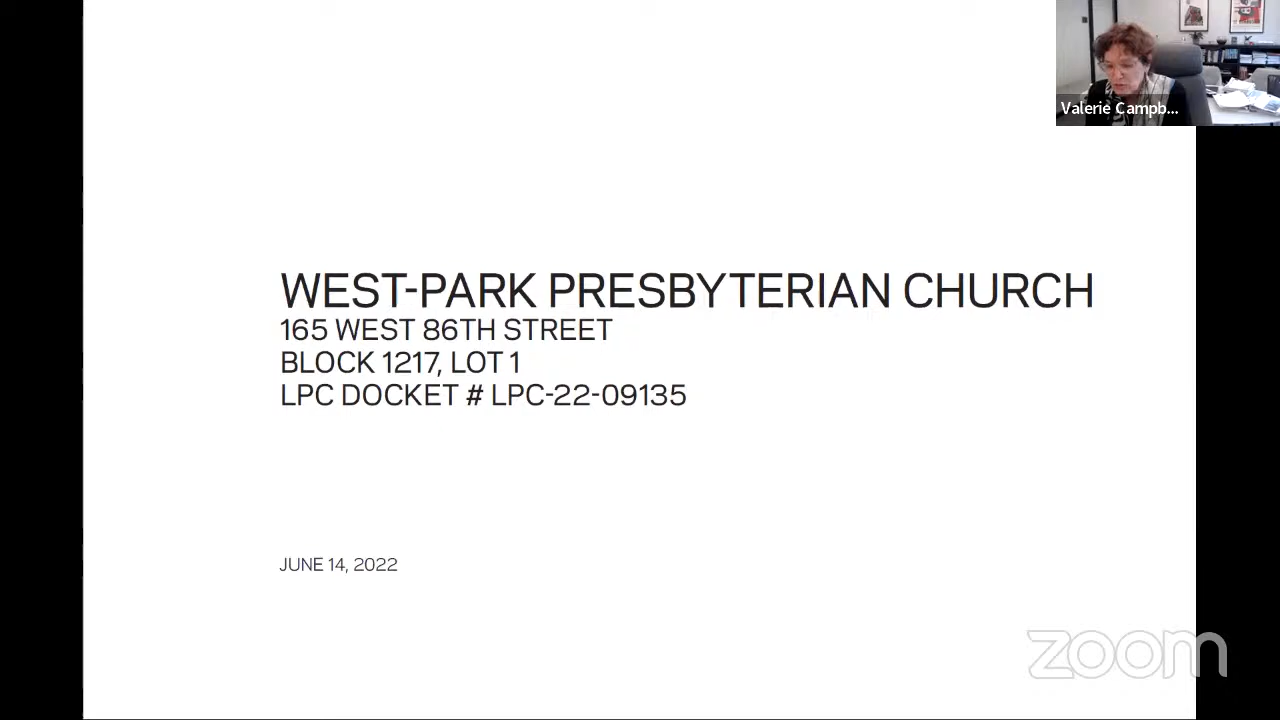 Valerie Campb...
WEST-PARK PRESBYTERIAN CHURCH
165 WEST 86TH STREET
BLOCK 1217, LOT 1
LPC DOCKET # LPC-22-09135
JUNE 14, 2022
zoom